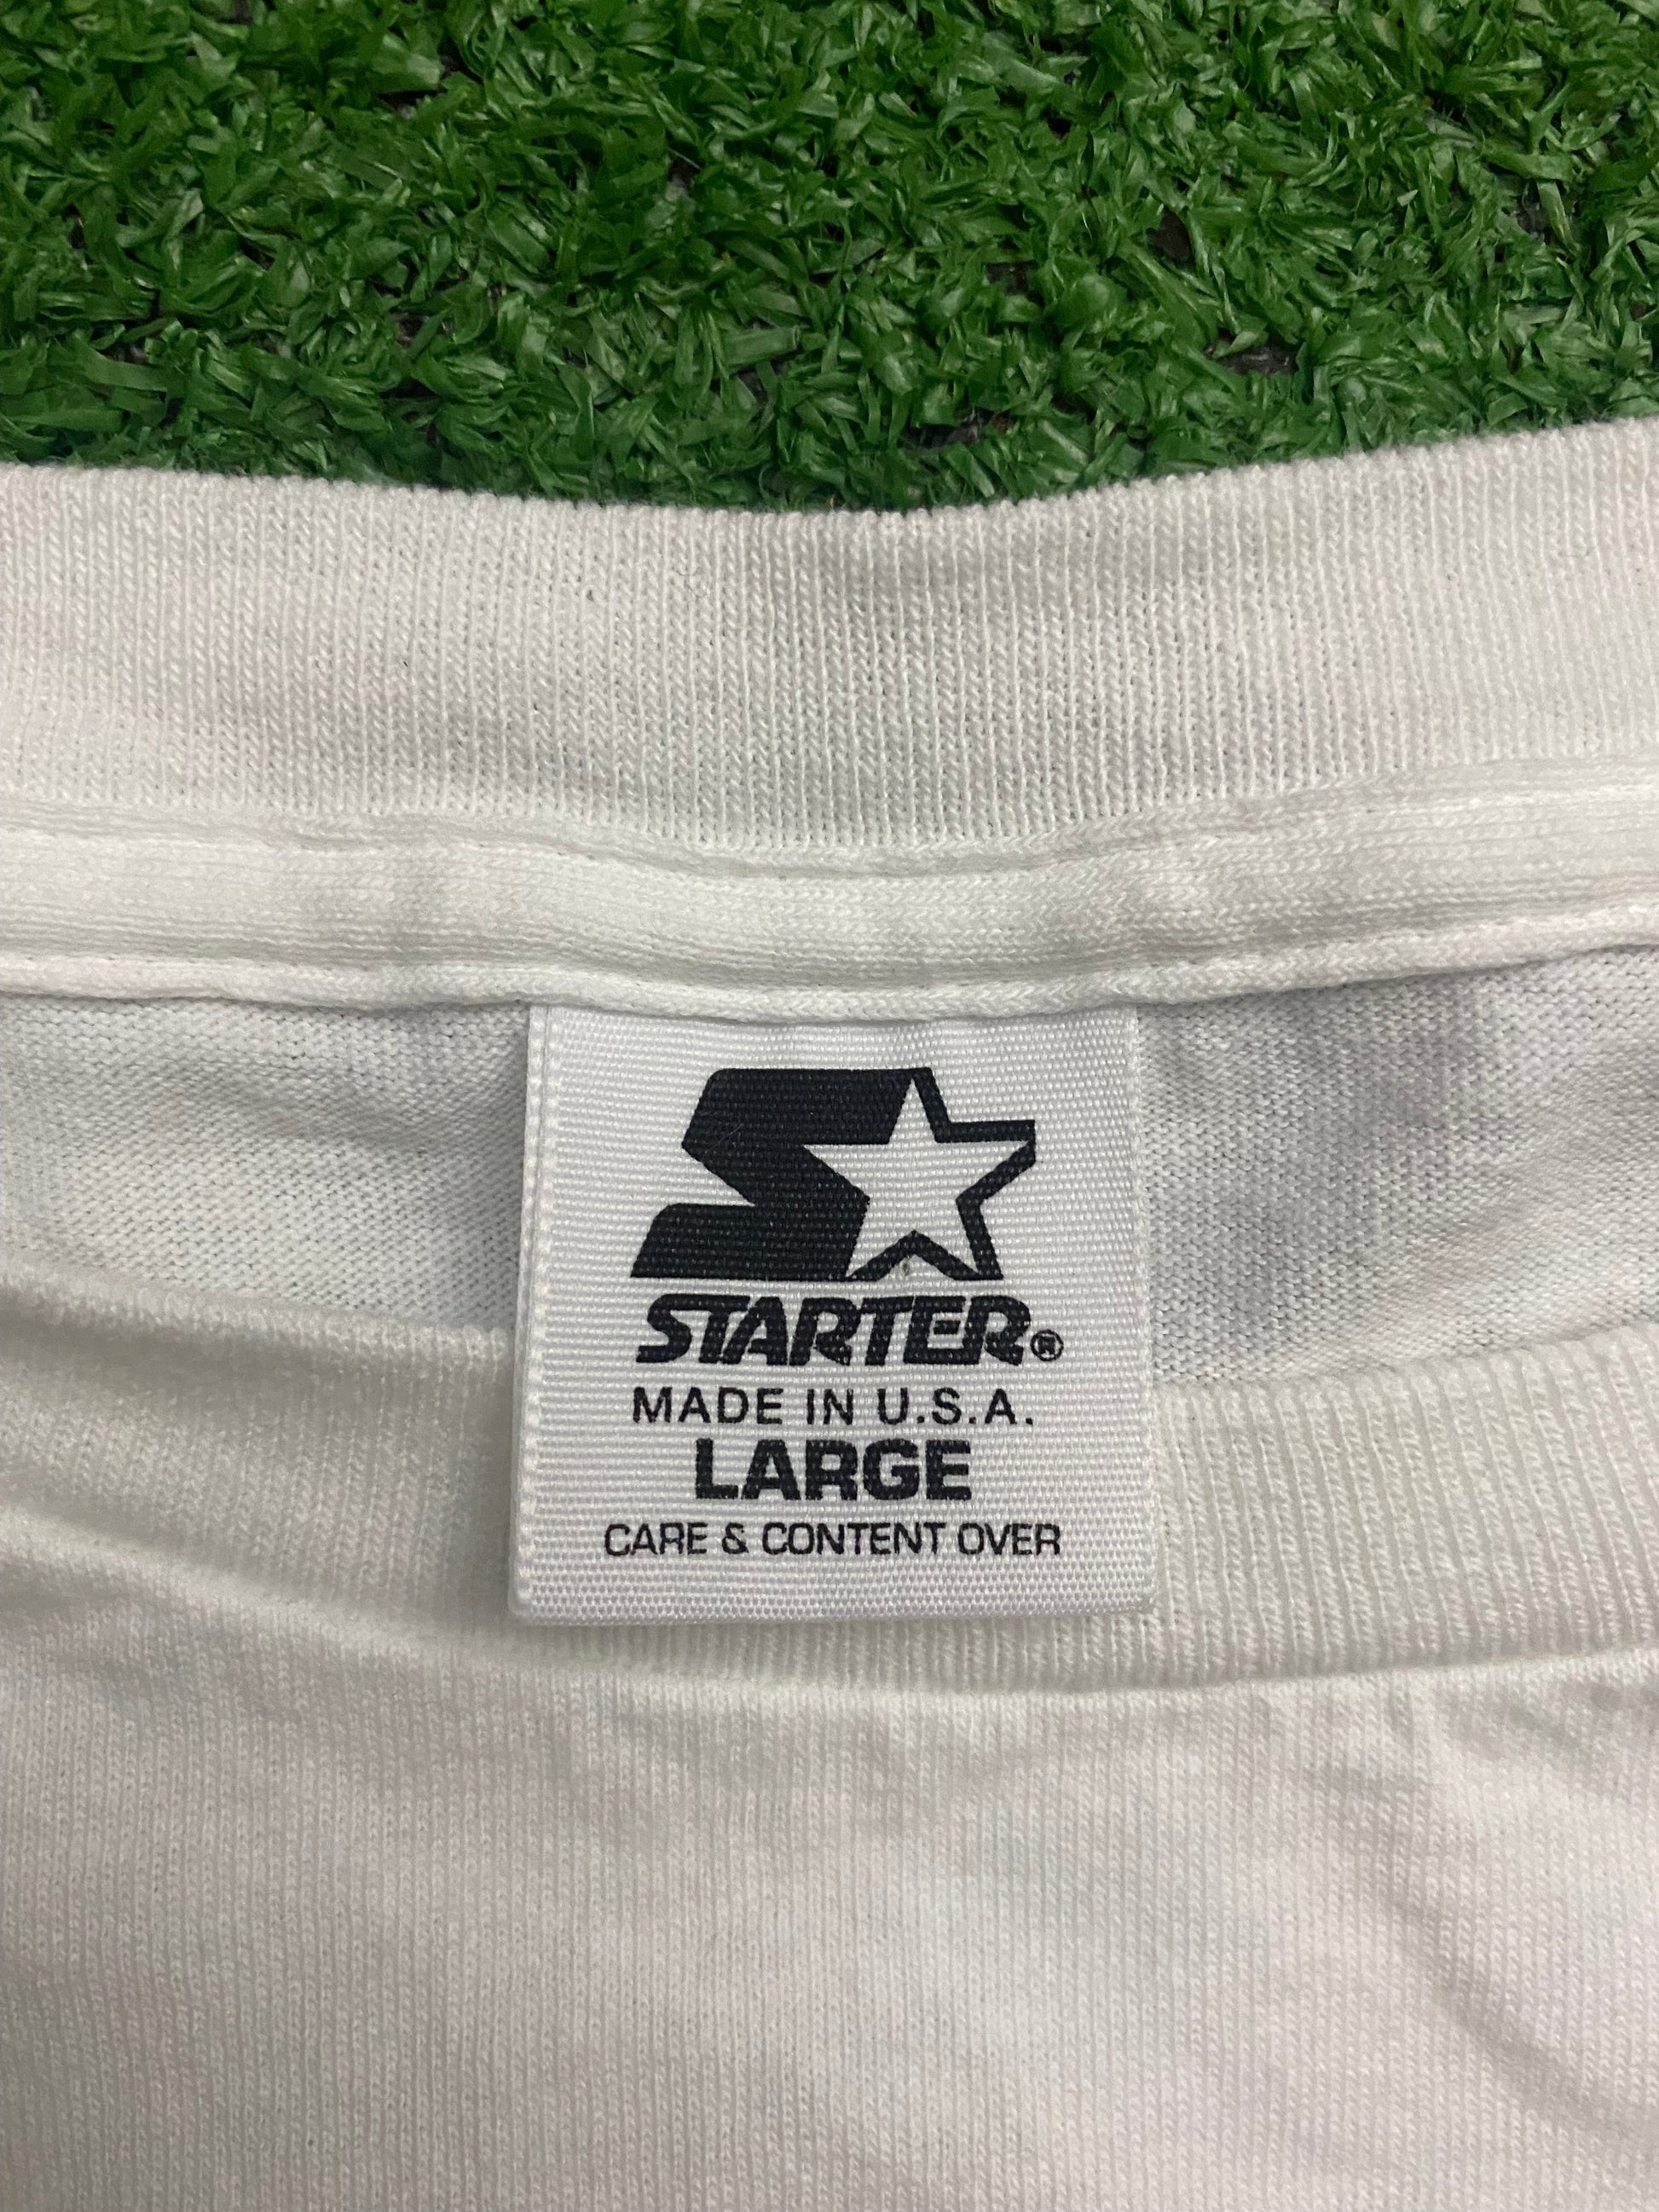 STARTER®
MADE IN U.S.A.
LARGE
CARE & CONTENT OVER